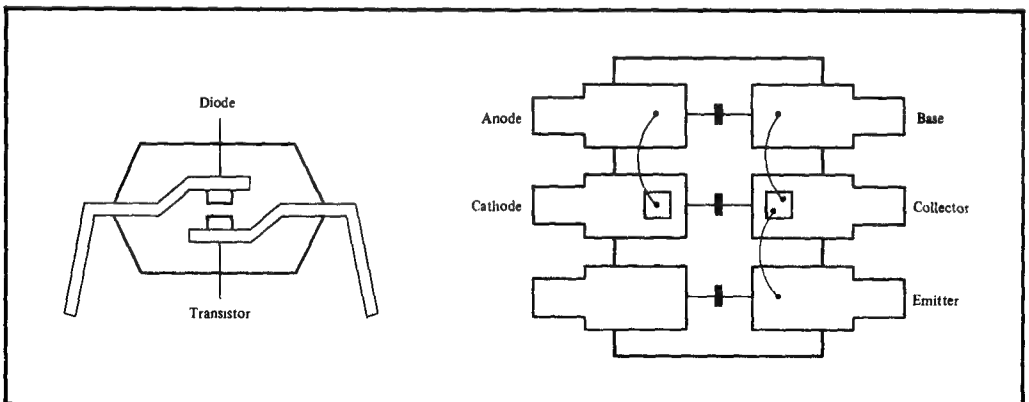 Diode
Transistor
Anode
Base
Cathode
Collector
Emitter